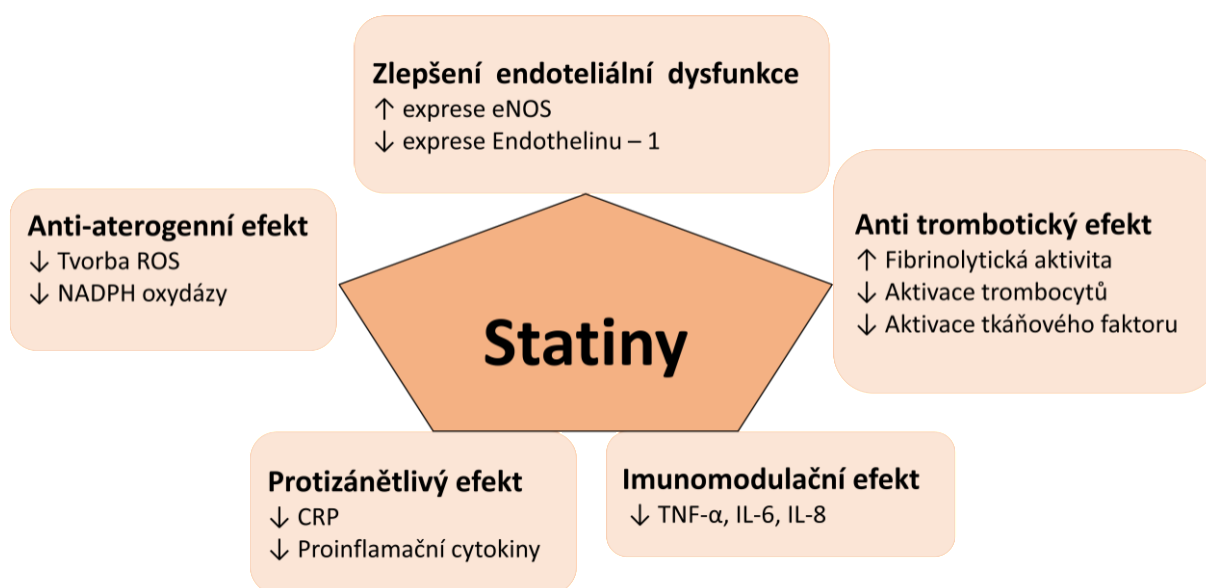 Zlepšení endoteliální dysfunkce
↑ exprese eNOS
↓ exprese Endothelinu – 1
Anti-aterogenní efekt
↓ Tvorba ROS
↓ NADPH oxydázy
Anti trombotický efekt
↑ Fibrinolytická aktivita
↓ Aktivace trombocytů
↓ Aktivace tkáňového faktoru
Statiny
Protizánětlivý efekt
↓ CRP
↓ Proinflamační cytokiny
Imunomodulační efekt
↓ TNF-α, IL-6, IL-8